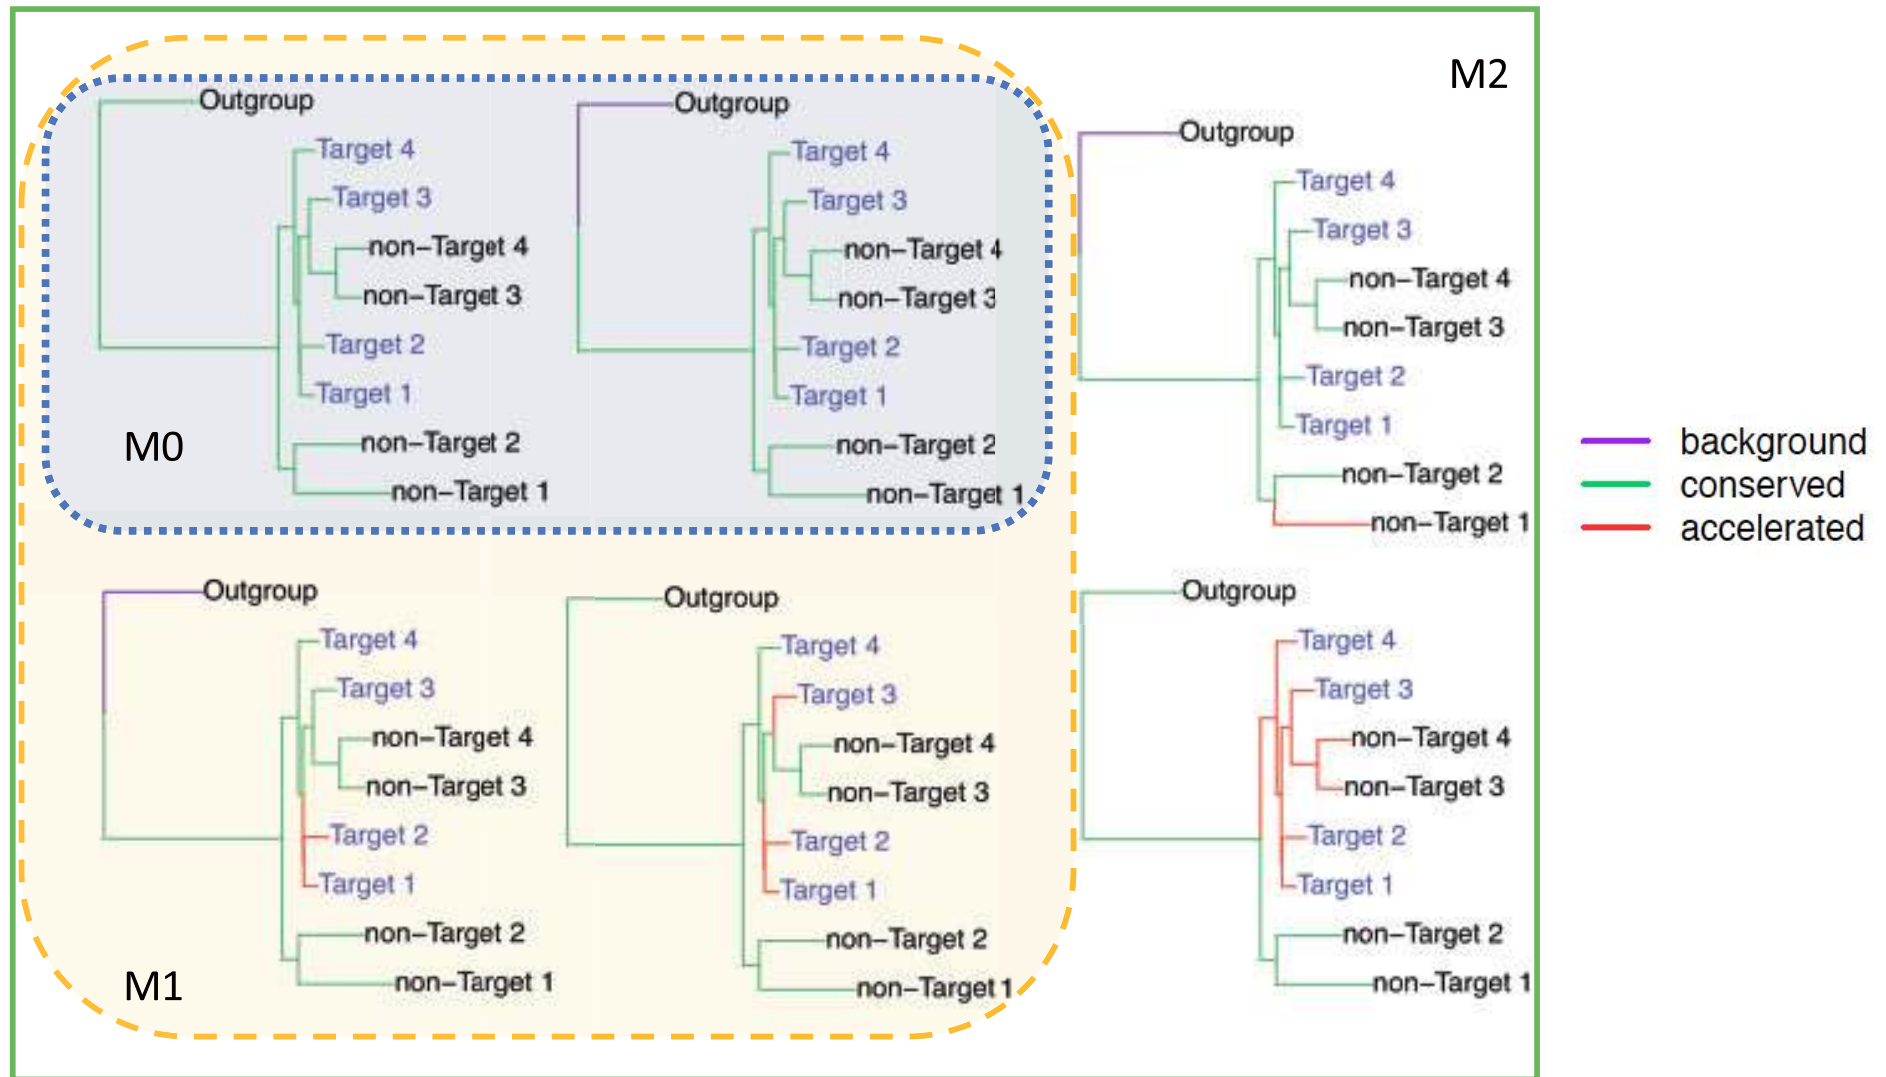 M2
Outgroup
Target 4
Target 3
non–Target 4
non–Target 3
Target 2
Target 1
non–Target 2
non–Target 1
M0
Outgroup
Target 4
Target 3
non–Target 4
non–Target 3
Target 2
Target 1
non–Target 2
non–Target 1
Outgroup
Target 4
Target 3
non–Target 4
non–Target 3
Target 2
Target 1
non–Target 2
non–Target 1
background
conserved
accelerated
Outgroup
Target 4
Target 3
non–Target 4
non–Target 3
Target 2
Target 1
non–Target 2
non–Target 1
M1
Outgroup
Target 4
Target 3
non–Target 4
non–Target 3
Target 2
Target 1
non–Target 2
non–Target 1
Outgroup
Target 4
Target 3
non–Target 4
non–Target 3
Target 2
Target 1
non–Target 2
non–Target 1